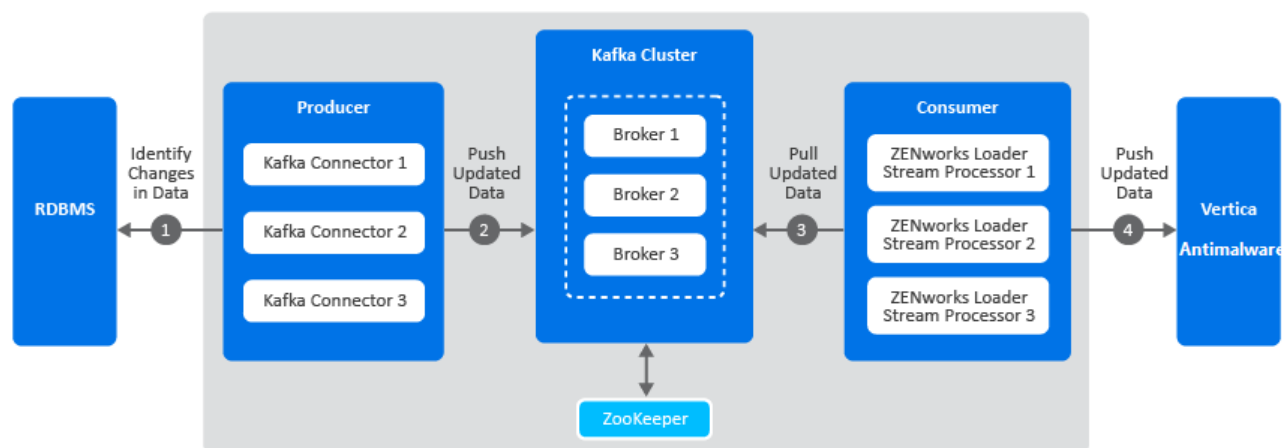 RDBMS
Identify
Changes
in Data
1
Producer
Kafka Connector 1
Kafka Connector 2
Kafka Connector 3
Push
Updated
Data
2
Kafka Cluster
Broker 1
Broker 2
Broker 3
ZooKeeper
Pull
Updated
Data
3
Consumer
ZENworks Loader
Stream Processor 1
ZENworks Loader
Stream Processor 2
ZENworks Loader
Stream Processor 3
Push
Updated
Data
4
Vertica
Antimalware